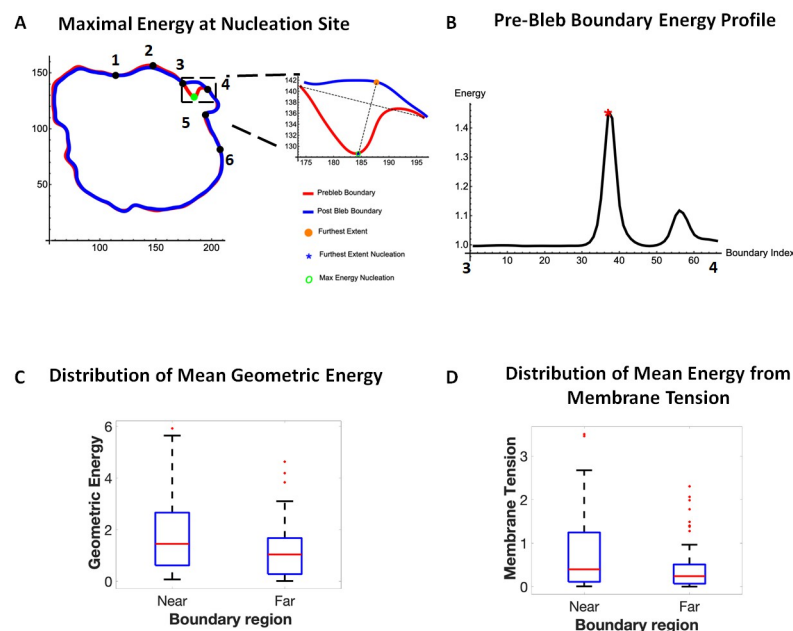 A
Maximal Energy at Nucleation Site
1
2
3
4
5
6
150
100
50
100
150
200
142
140
138
136
134
132
130
175
180
185
190
195
Prebleb Boundary
Post Bleb Boundary
Furthest Extent
Furthest Extent Nucleation
Max Energy Nucleation
B
Pre-Bleb Boundary Energy Profile
Energy
1.4
1.3
1.2
1.1
1.0
10
20
30
40
50
60
Boundary Index
3
4
C
Distribution of Mean Geometric Energy
Geometric Energy
6
4
2
0
Near
Far
Boundary region
D
Distribution of Mean Energy from
Membrane Tension
Membrane Tension
3
2
1
0
Near
Far
Boundary region